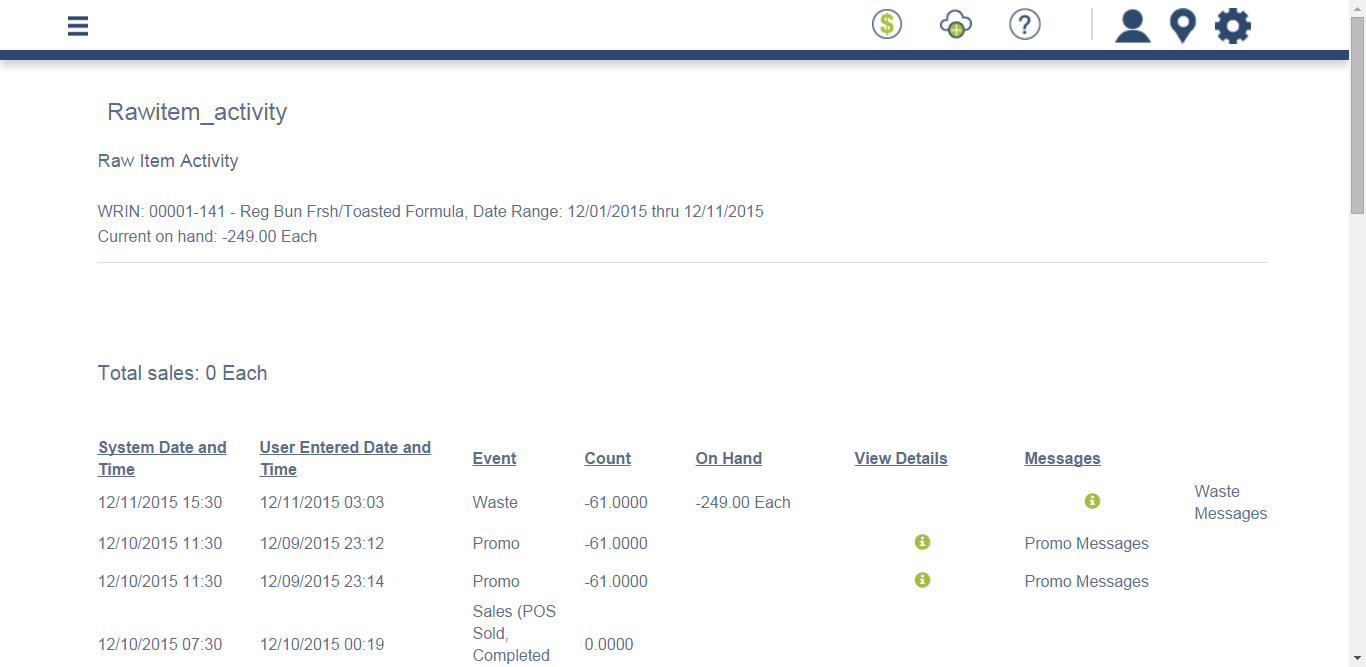 $
?
Rawitem_activity
Raw Item Activity
WRIN: 00001-141 - Reg Bun Frsh/Toasted Formula, Date Range: 12/01/2015 thru 12/11/2015
Current on hand: -249.00 Each
Total sales: 0 Each
System Date and Time User Entered Date and Time Event Count On Hand View Details Messages
12/11/2015 15:30 12/11/2015 03:03 Waste -61.0000 -249.00 Each Waste Messages
12/10/2015 11:30 12/09/2015 23:12 Promo -61.0000 Promo Messages
12/10/2015 11:30 12/09/2015 23:14 Promo -61.0000 Promo Messages
12/10/2015 07:30 12/10/2015 00:19 Sales (POS Sold, Completed 0.0000